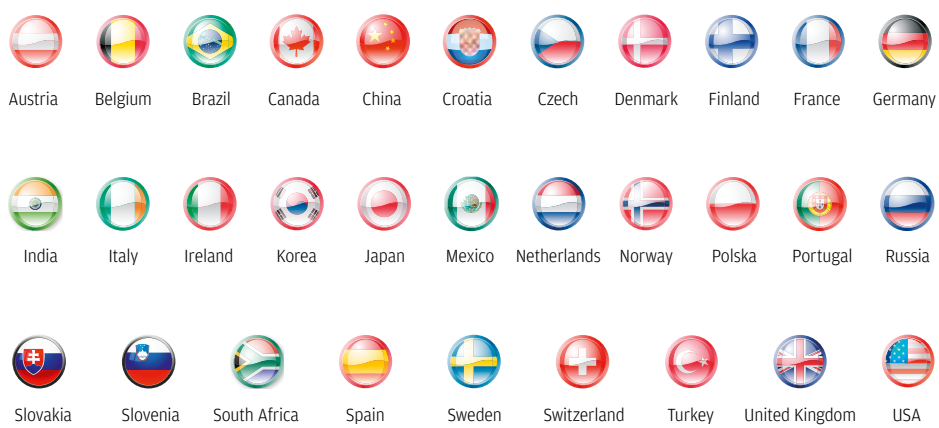 Austria Belgium Brazil Canada China Croatia Czech Denmark Finland France Germany
India Italy Ireland Korea Japan Mexico Netherlands Norway Polska Portugal Russia
Slovakia Slovenia South Africa Spain Sweden Switzerland Turkey United Kingdom USA